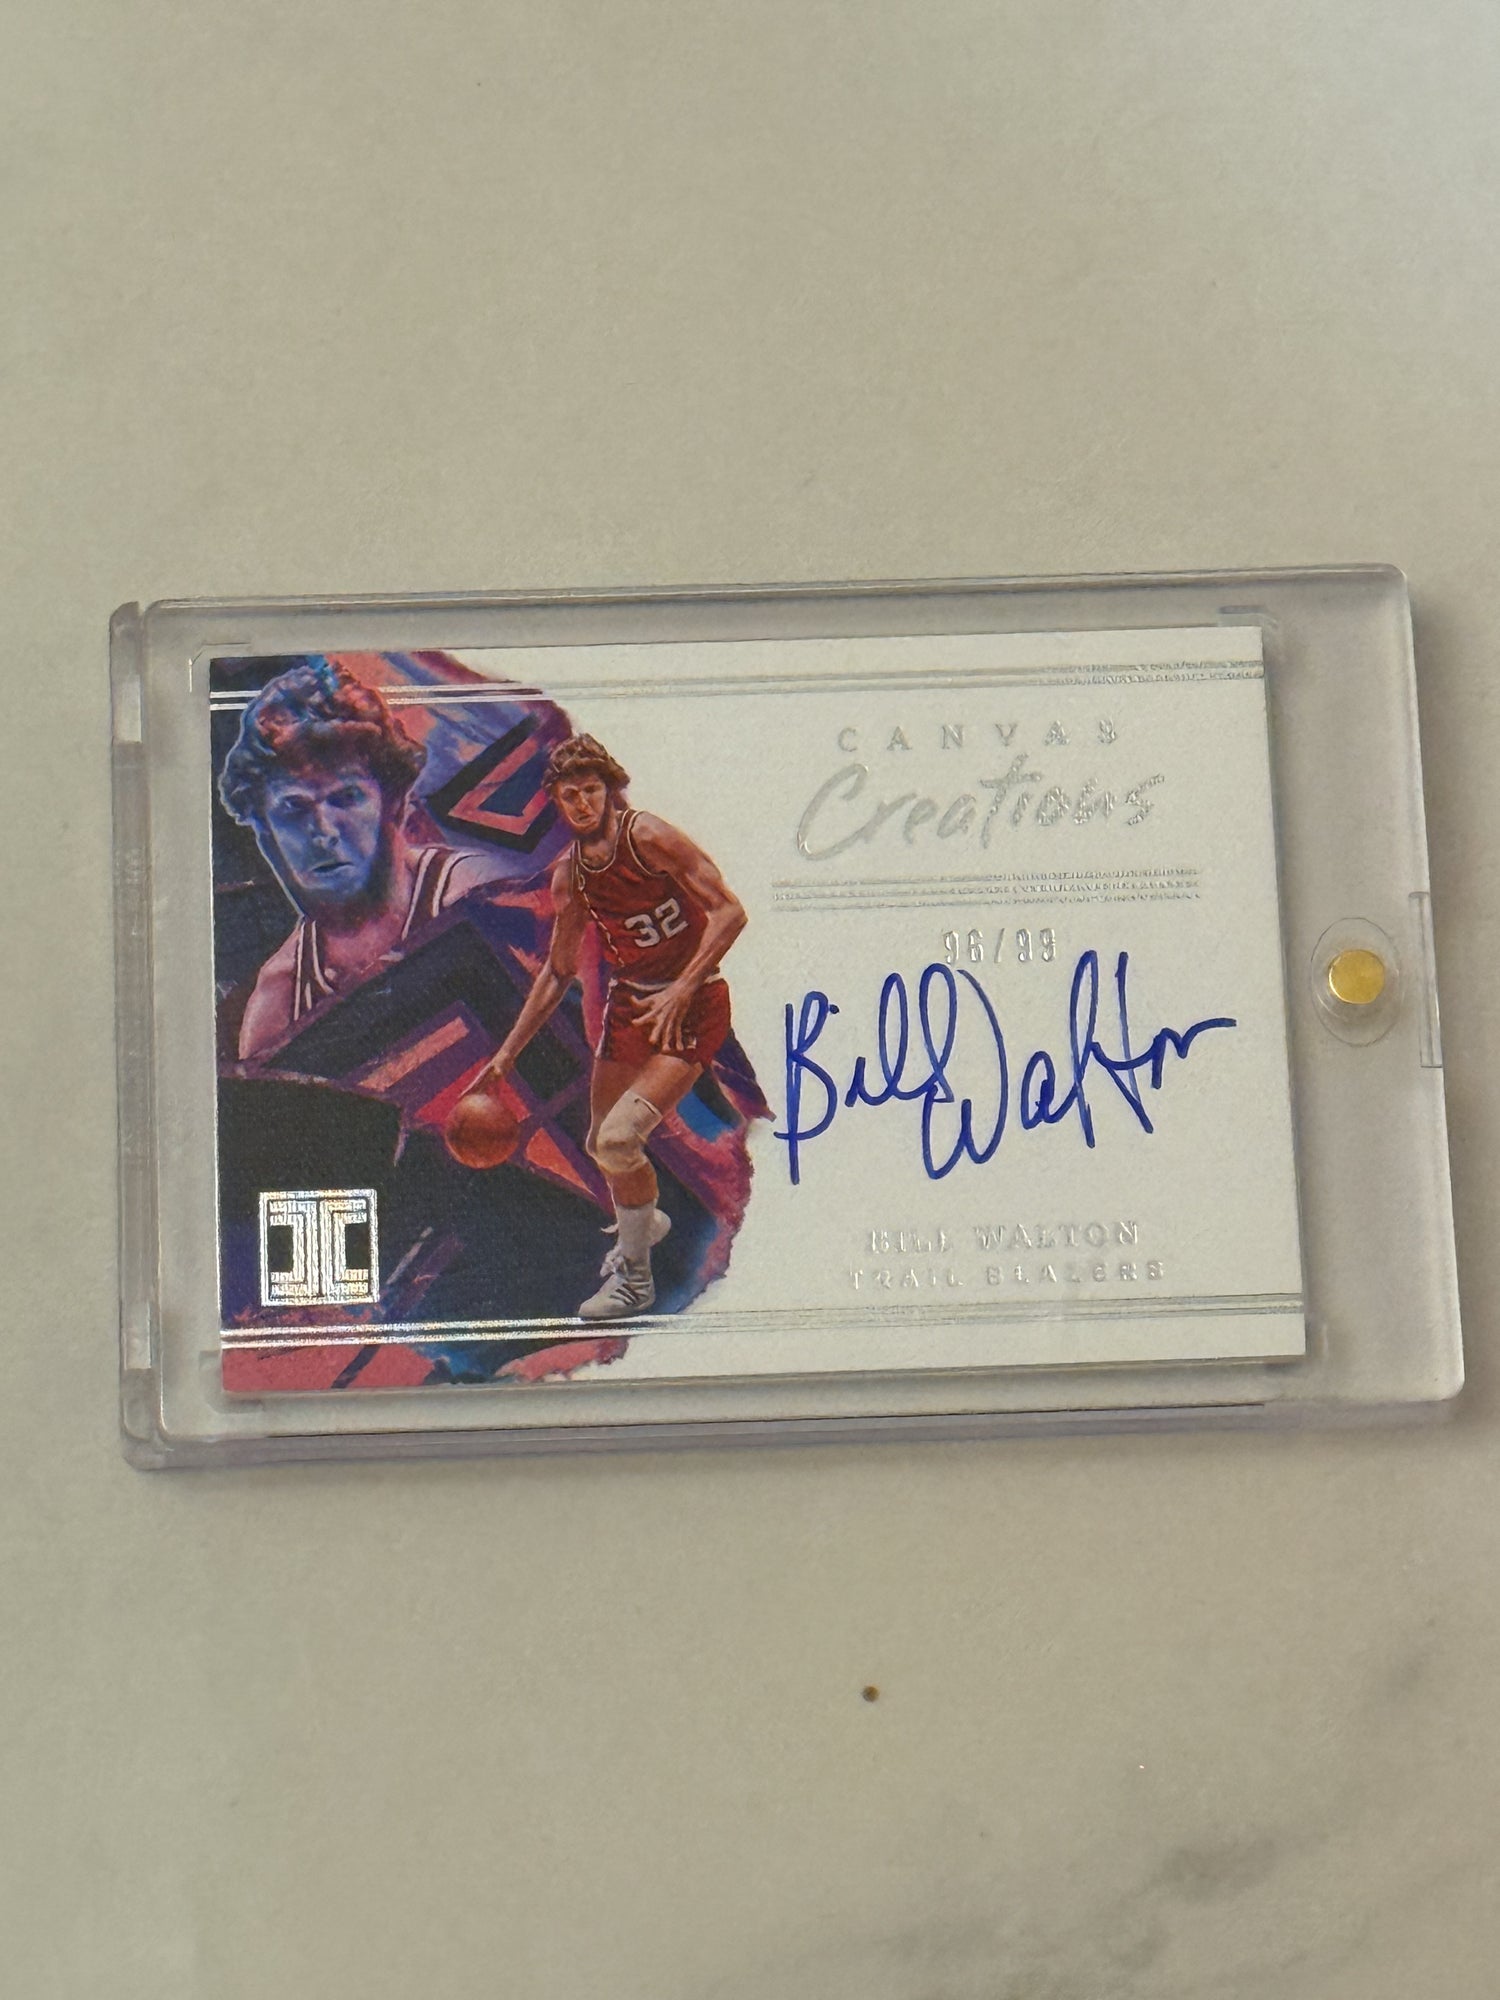 CANVAS
Creations
96/99
32
Bill Walton
BILL WALTON
TRAIL BLAZERS